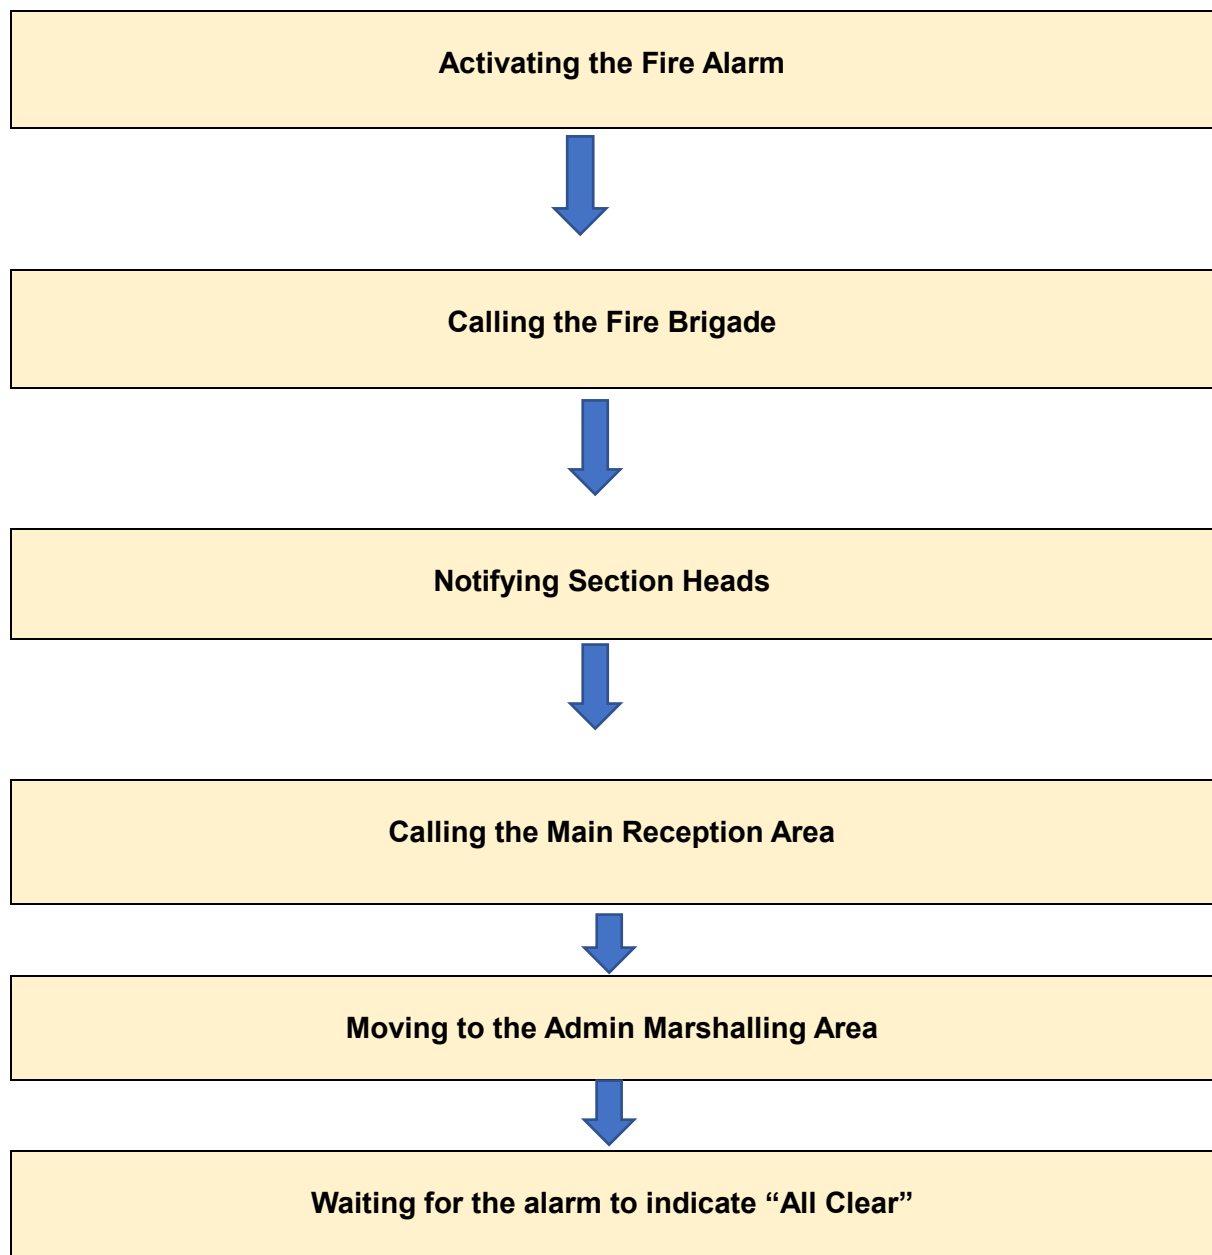 Activating the Fire Alarm
Calling the Fire Brigade
Notifying Section Heads
Calling the Main Reception Area
Moving to the Admin Marshalling Area
Waiting for the alarm to indicate “All Clear”